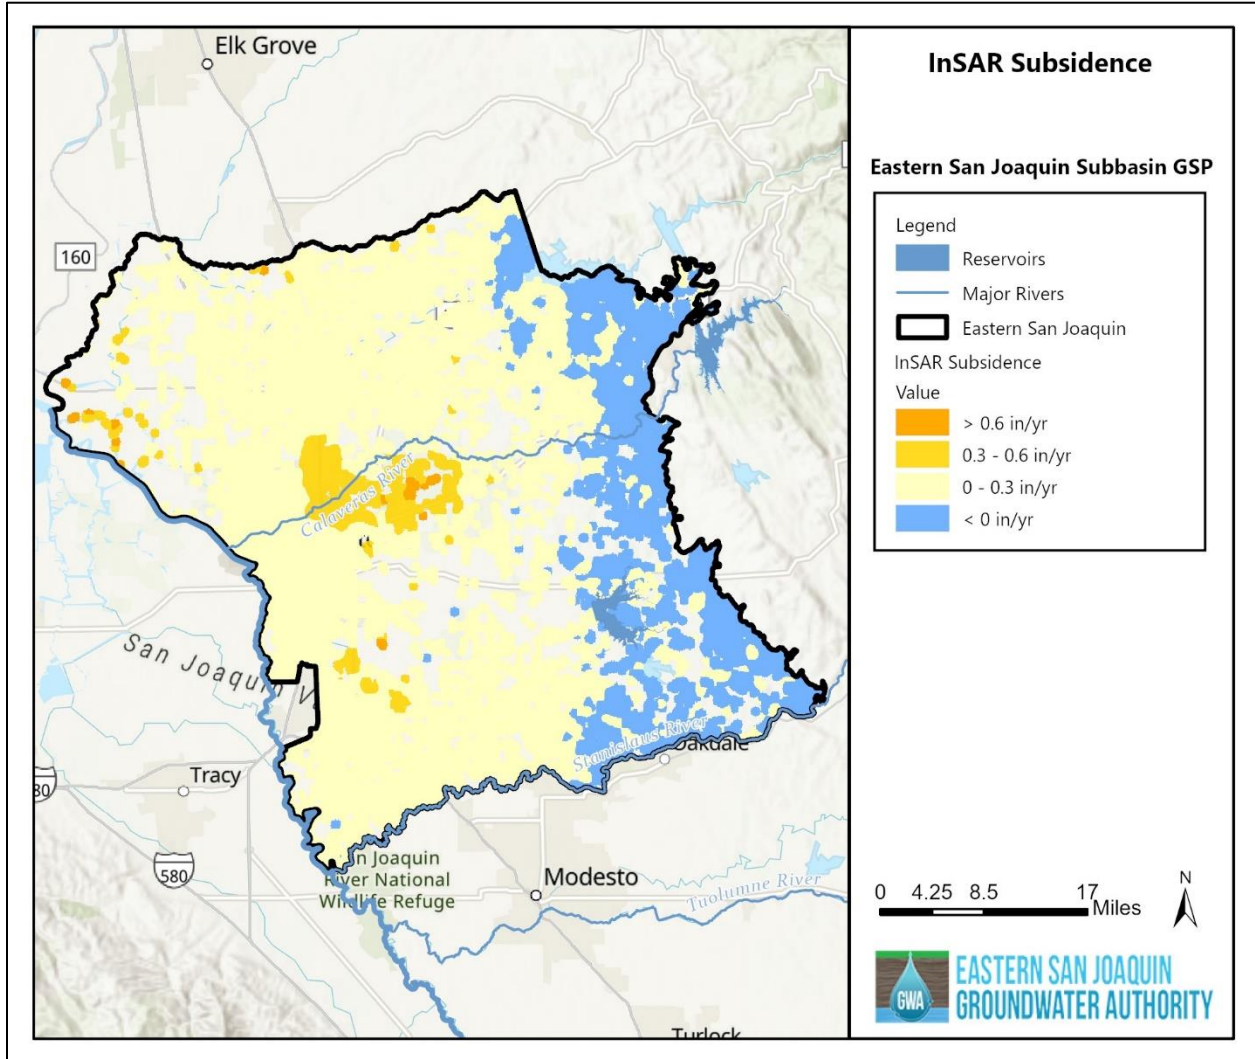 Elk Grove
160
Calaveras River
San Joaquin V
Stanislaus River
Oakdale
Tracy
80
580
n Joaquin
River National
Wildlife Refuge
Modesto
Tuolumne River
Turlock
InSAR Subsidence
Eastern San Joaquin Subbasin GSP
Legend
Reservoirs
Major Rivers
Eastern San Joaquin
InSAR Subsidence
Value
> 0.6 in/yr
0.3 - 0.6 in/yr
0 - 0.3 in/yr
< 0 in/yr
0 4.25 8.5 17
Miles
N
GWA
EASTERN SAN JOAQUIN
GROUNDWATER AUTHORITY